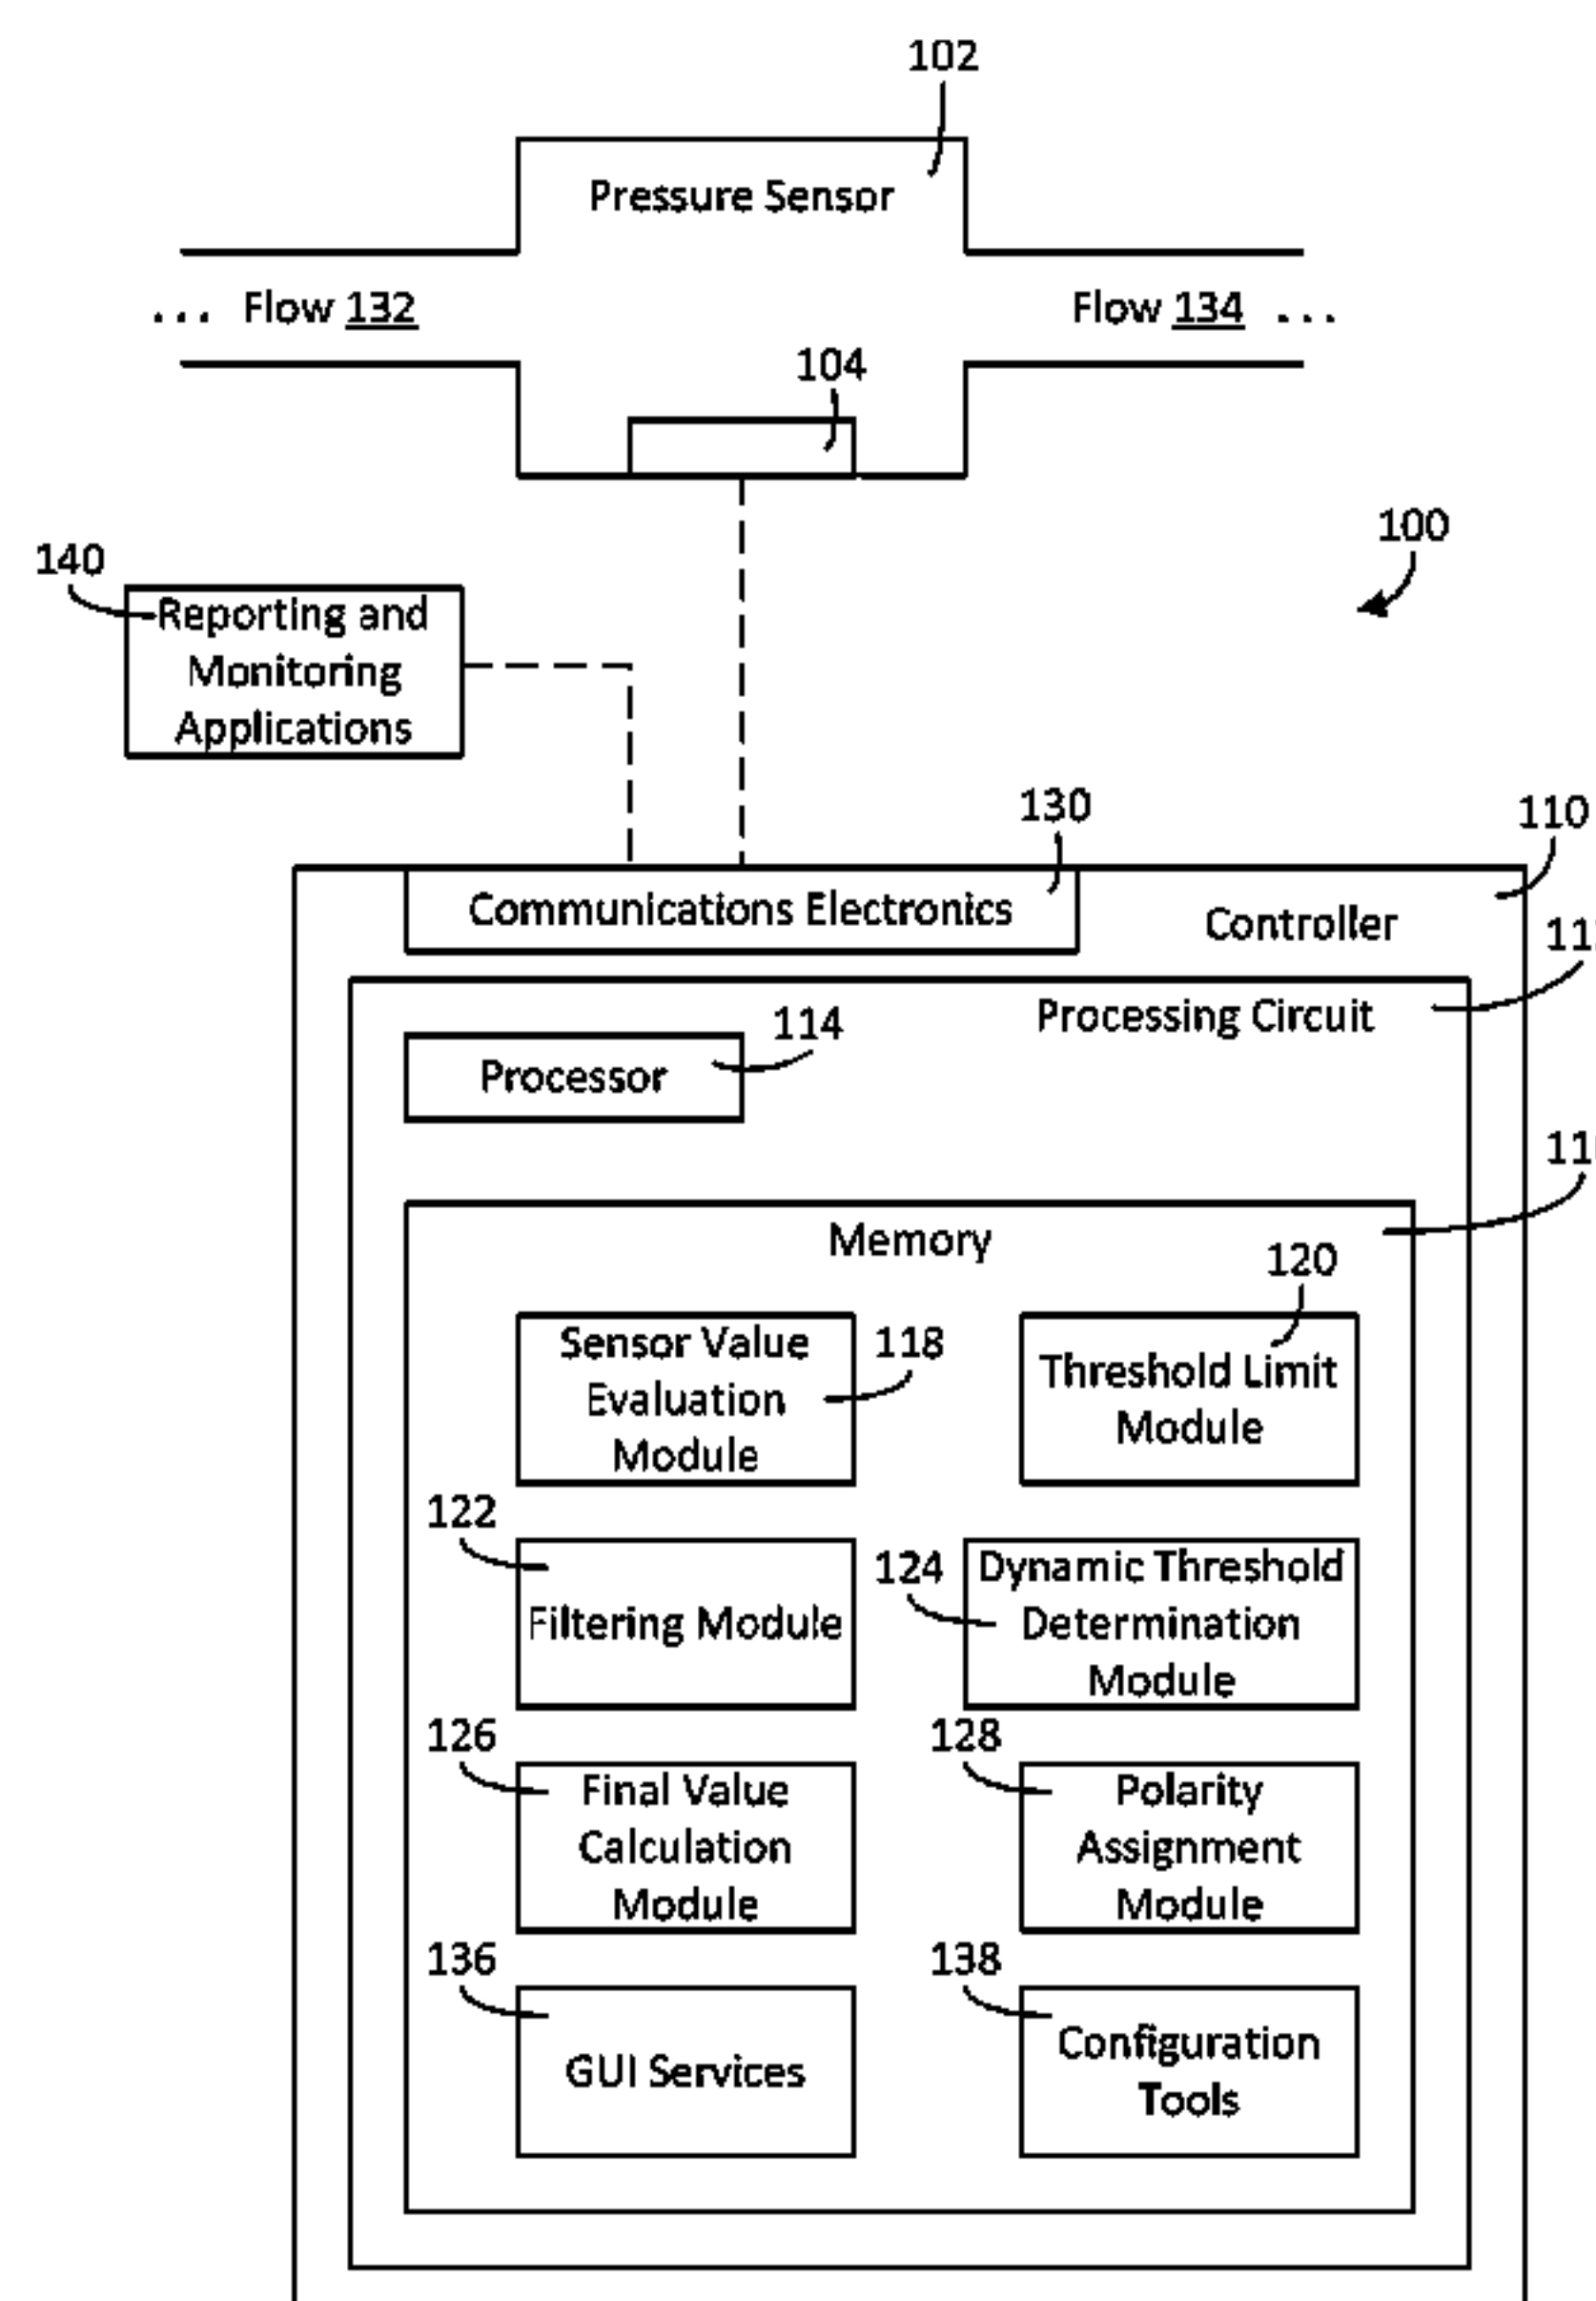 102
Pressure Sensor
... Flow 132
Flow 134 ...
104
100
140
Reporting and
Monitoring
Applications
130
110
Communications Electronics
Controller
Processing Circuit
114
Processor
Memory
120
Sensor Value
Evaluation
Module
118
Threshold Limit
Module
122
Filtering Module
124
Dynamic Threshold
Determination
Module
126
Final Value
Calculation
Module
128
Polarity
Assignment
Module
136
GUI Services
138
Configuration
Tools